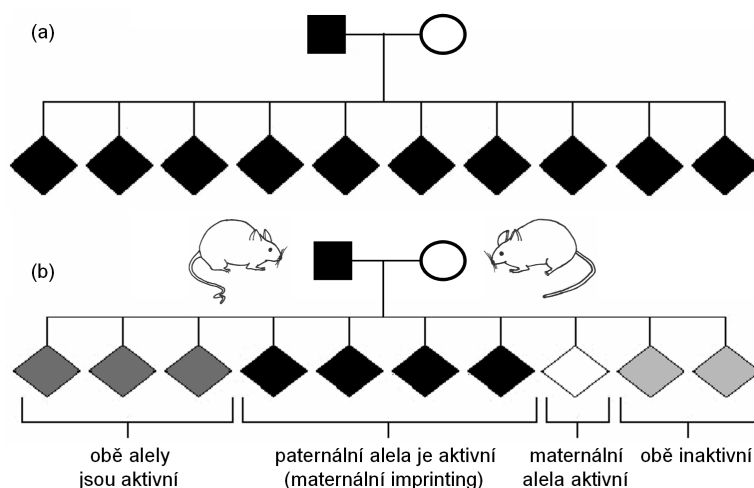 (a)
(b)
obě alely
jsou aktivní
paternální alela je aktivní
(maternální imprinting)
maternální
alela aktivní
obě inaktivní